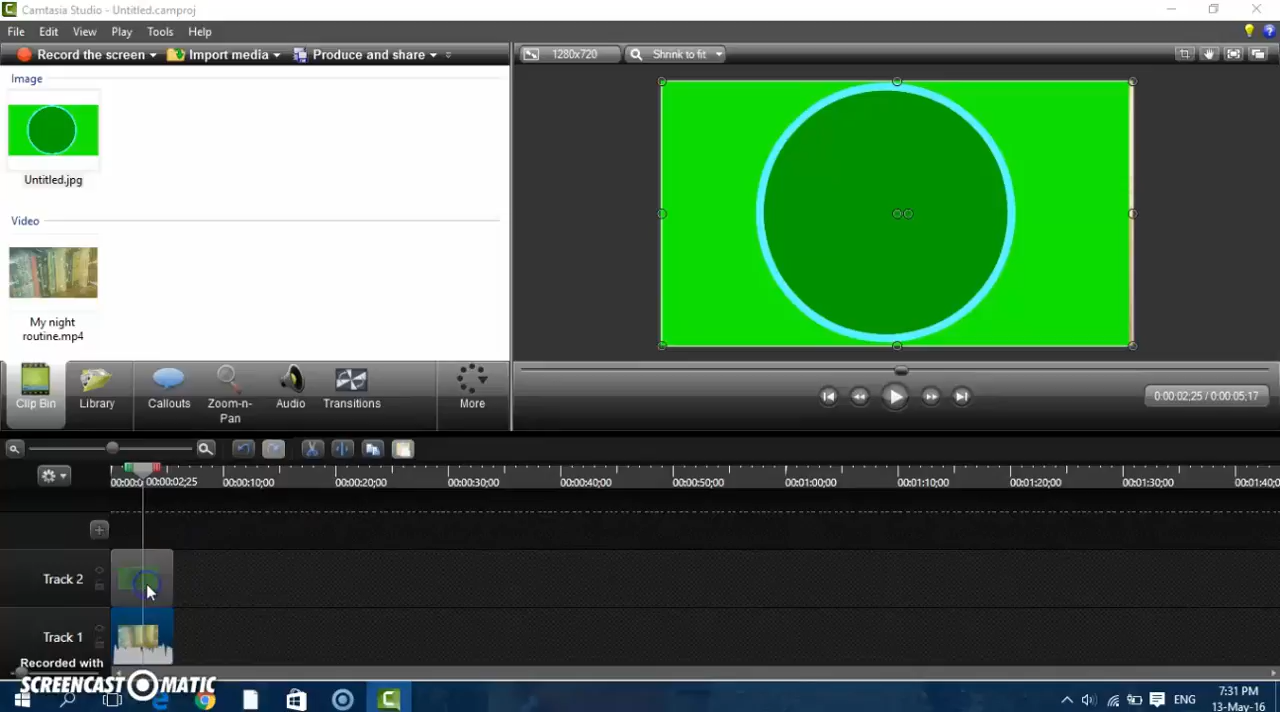 Camtasia Studio - Untitled.camproj
File Edit View Play Tools Help
Record the screen Import media Produce and share
1280x720 Shrink to fit
Image
Untitled.jpg
Video
My night
routine.mp4
Clip Bin Library Callouts Zoom-n-
Pan Audio Transitions More
0:00:02;25 / 0:00:05;17
00:00:0 00:00:02;25 00:00:10;00 00:00:20;00 00:00:30;00 00:00:40;00 00:00:50;00 00:01:00;00 00:01:10;00 00:01:20;00 00:01:30;00 00:01:40;0
Track 2
Track 1
Recorded with
SCREENCAST MATIC
ENG
7:31 PM
13-May-16